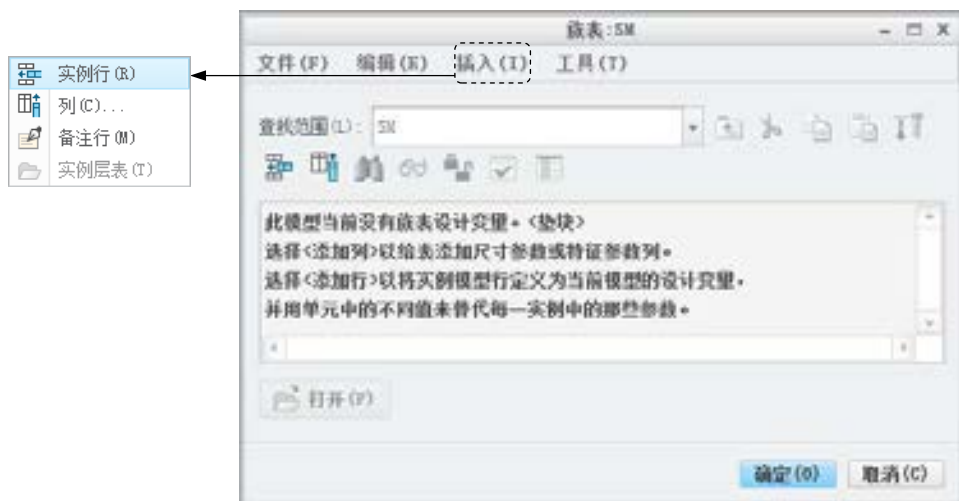 族表:SM
文件(F) 编辑(E) 插入(I) 工具(T)
实例行(R)
列(C)...
备注行(M)
实例层表(T)
查找范围(L): SM
此模型当前没有族表设计变量。<垫块>
选择<添加列>以给表添加尺寸参数或特征参数列。
选择<添加行>以将实例模型行定义为当前模型的设计变量。
并用单元中的不同值来替代每一实例中的那些参数。
打开(P)
确定(O) 取消(C)